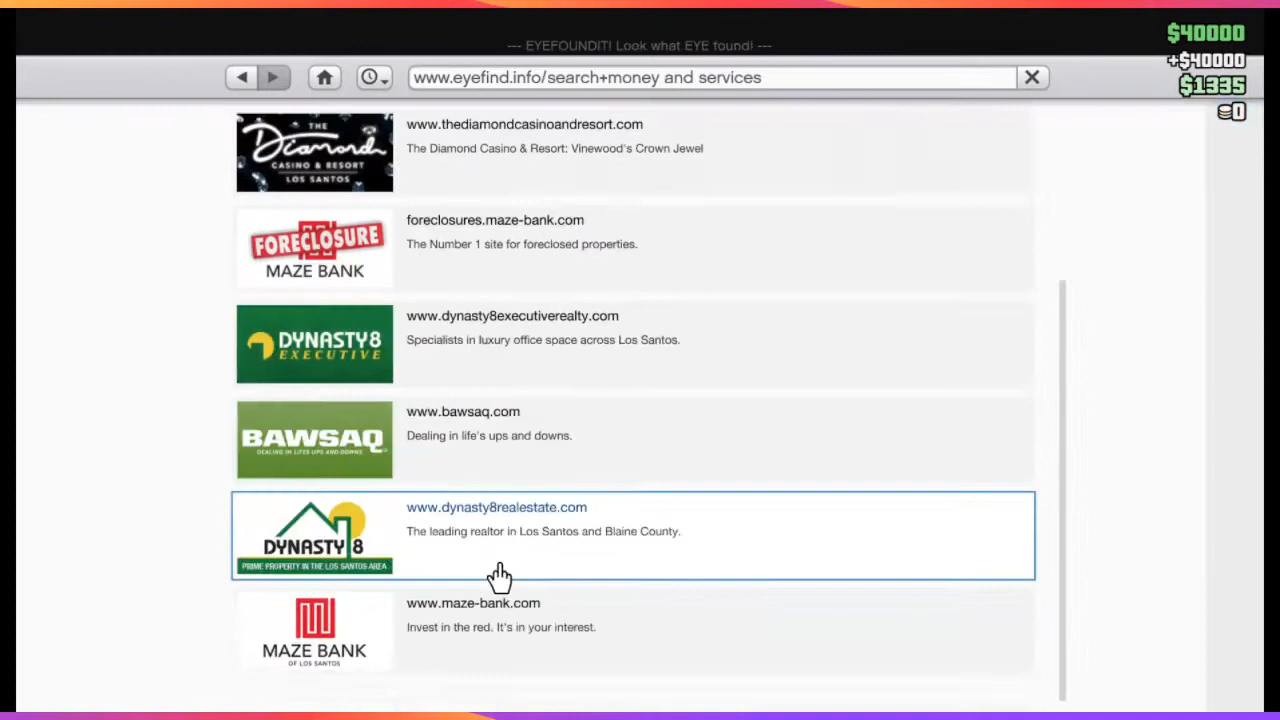 --- EYEFOUNDIT! Look what EYE found! ---
$40000
+$40000
$1335
0
www.eyefind.info/search+money and services
THE
Diamond
CASINO & RESORT
LOS SANTOS
www.thediamondcasinoandresort.com
The Diamond Casino & Resort: Vinewood's Crown Jewel
FORECLOSURE
MAZE BANK
foreclosures.maze-bank.com
The Number 1 site for foreclosed properties.
DYNASTY8
EXECUTIVE
www.dynasty8executiverealty.com
Specialists in luxury office space across Los Santos.
BAWSAQ
DEALING IN LIFE'S UPS AND DOWNS.
www.bawsaq.com
Dealing in life's ups and downs.
DYNASTY 8
PRIME PROPERTY IN THE LOS SANTOS AREA
www.dynasty8realestate.com
The leading realtor in Los Santos and Blaine County.
MAZE BANK
OF LOS SANTOS
www.maze-bank.com
Invest in the red. It's in your interest.